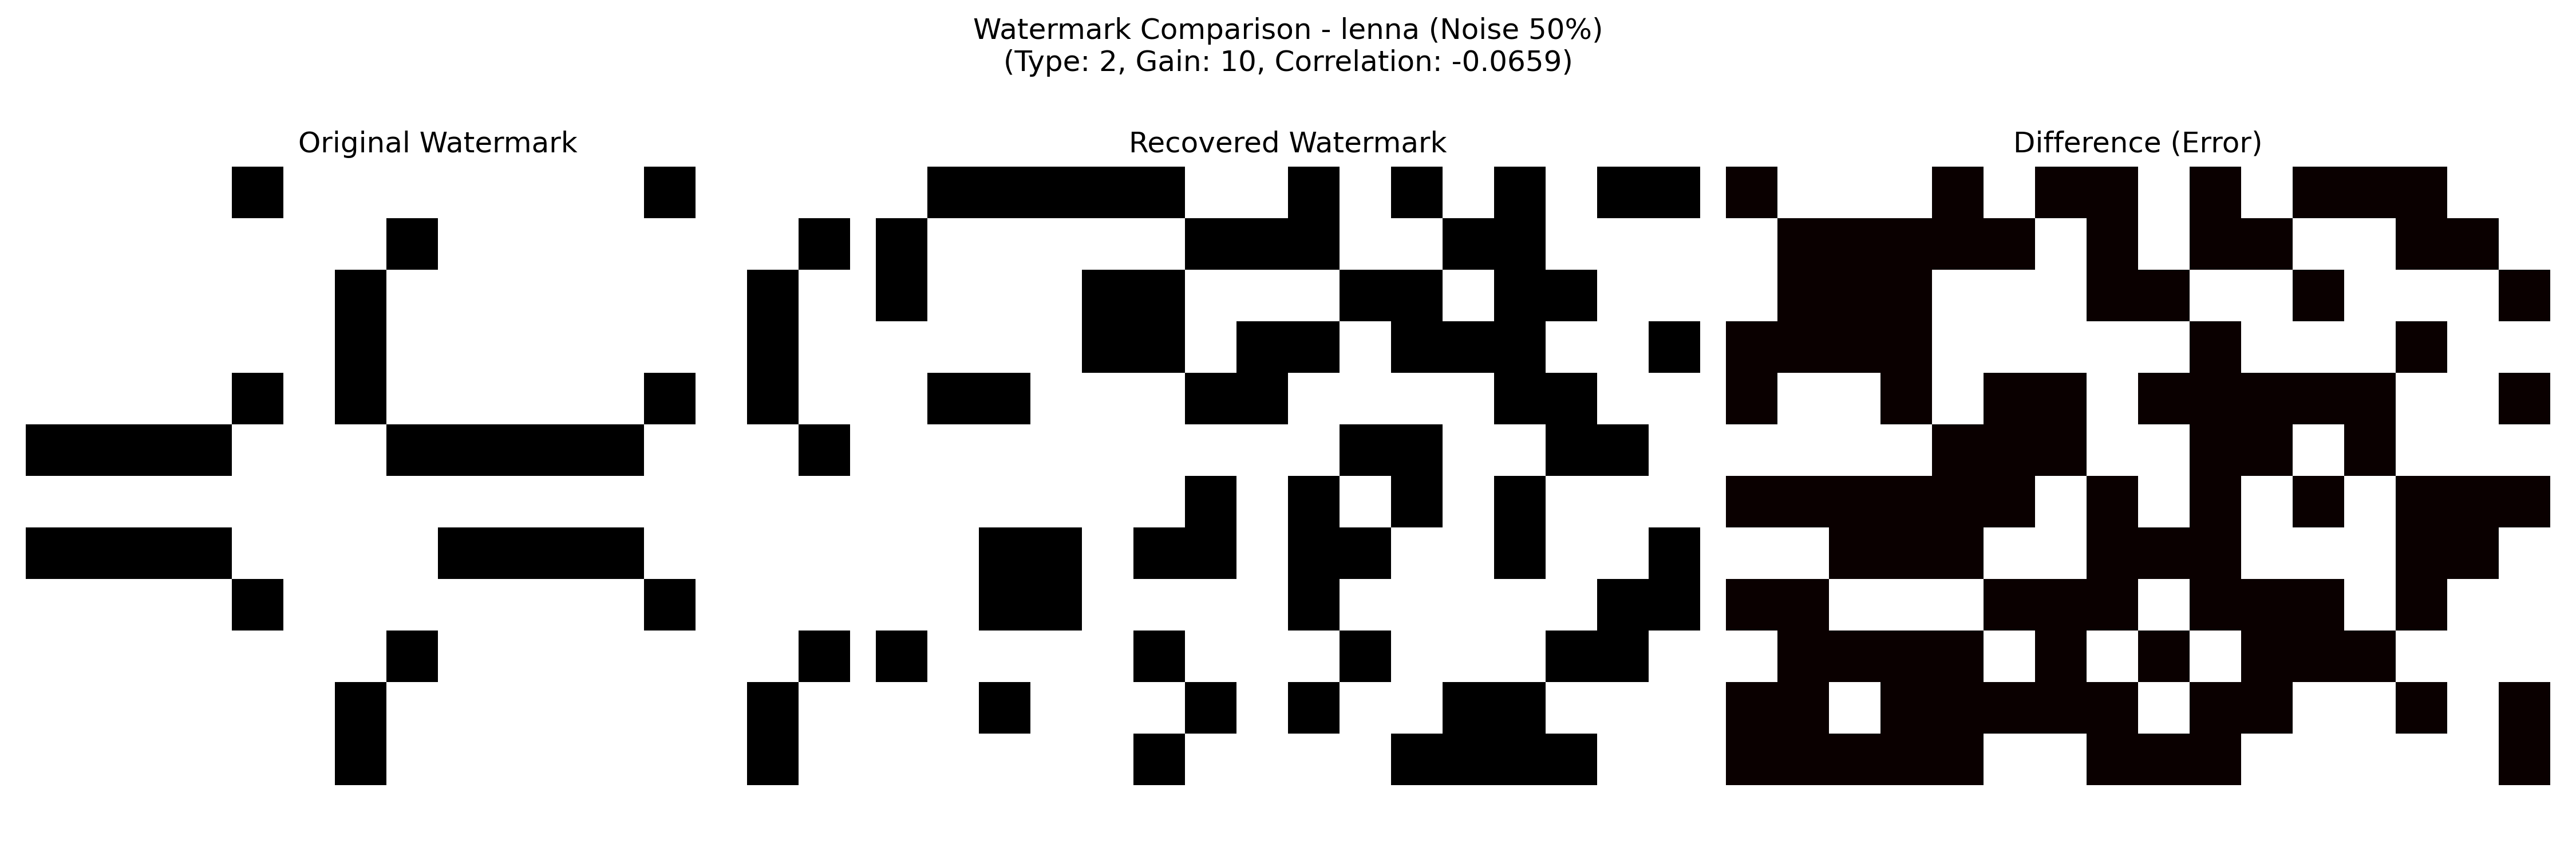 Watermark Comparison - lenna (Noise 50%)
(Type: 2, Gain: 10, Correlation: -0.0659)
Original Watermark
Recovered Watermark
Difference (Error)